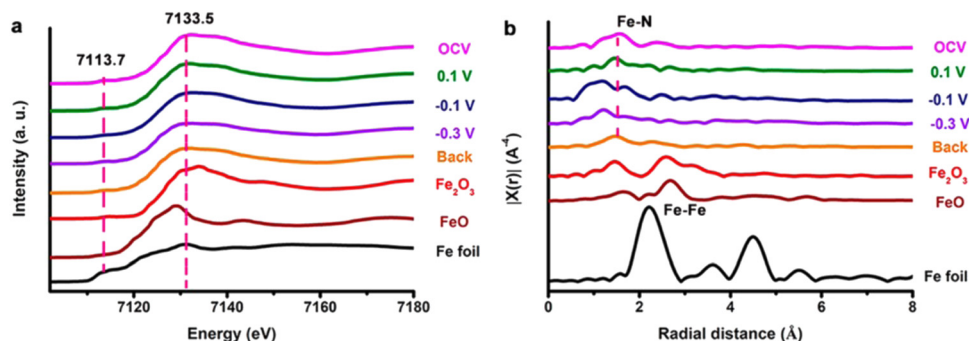 a
7133.5
7113.7
OCV
0.1 V
-0.1 V
-0.3 V
Back
Fe₂O₃
FeO
Fe foil
Intensity (a. u.)
7120 7140 7160 7180
Energy (eV)
b
Fe-N
OCV
0.1 V
-0.1 V
-0.3 V
Back
Fe₂O₃
FeO
Fe-Fe
Fe foil
|X(r)| (A⁻⁴)
0 2 4 6 8
Radial distance (Å)